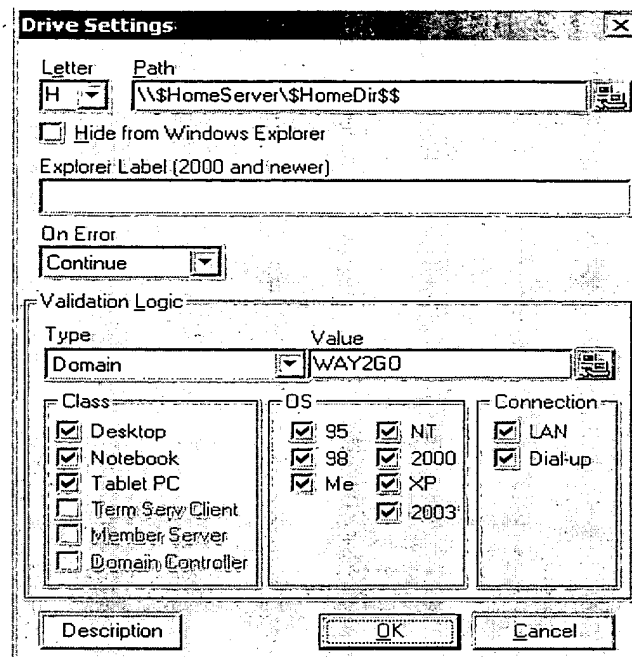 Drive Settings
Letter Path
H \\$HomeServer\$HomeDir$$
Hide from Windows Explorer
Explorer Label (2000 and newer)
On Error
Continue
Validation Logic
Type Value
Domain WAY2GO
Class OS Connection
Desktop 95 NT LAN
Notebook 98 2000 Dial-up
Tablet PC Me XP
Term Serv Client 2003
Member Server
Domain Controller
Description OK Cancel